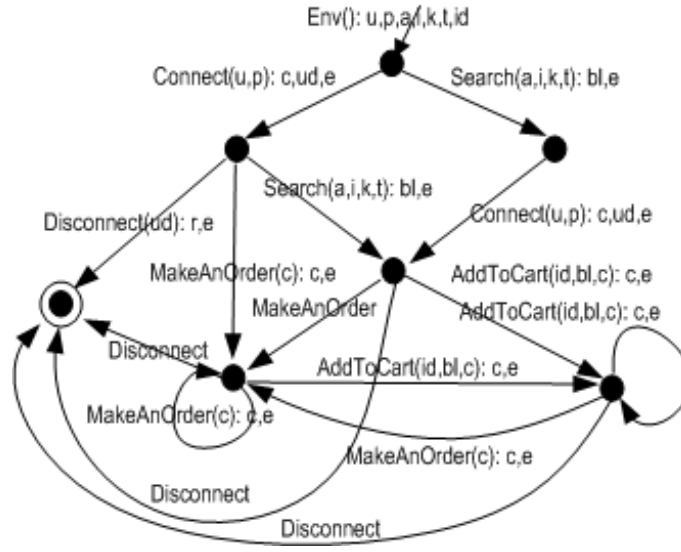 Env(): u,p,a,i,k,t,id
Connect(u,p): c,ud,e
Search(a,i,k,t): bl,e
Search(a,i,k,t): bl,e
Disconnect(ud): r,e
Connect(u,p): c,ud,e
MakeAnOrder(c): c,e
AddToCart(id,bl,c): c,e
MakeAnOrder
AddToCart(id,bl,c): c,e
Disconnect
AddToCart(id,bl,c): c,e
MakeAnOrder(c): c,e
MakeAnOrder(c): c,e
Disconnect
Disconnect